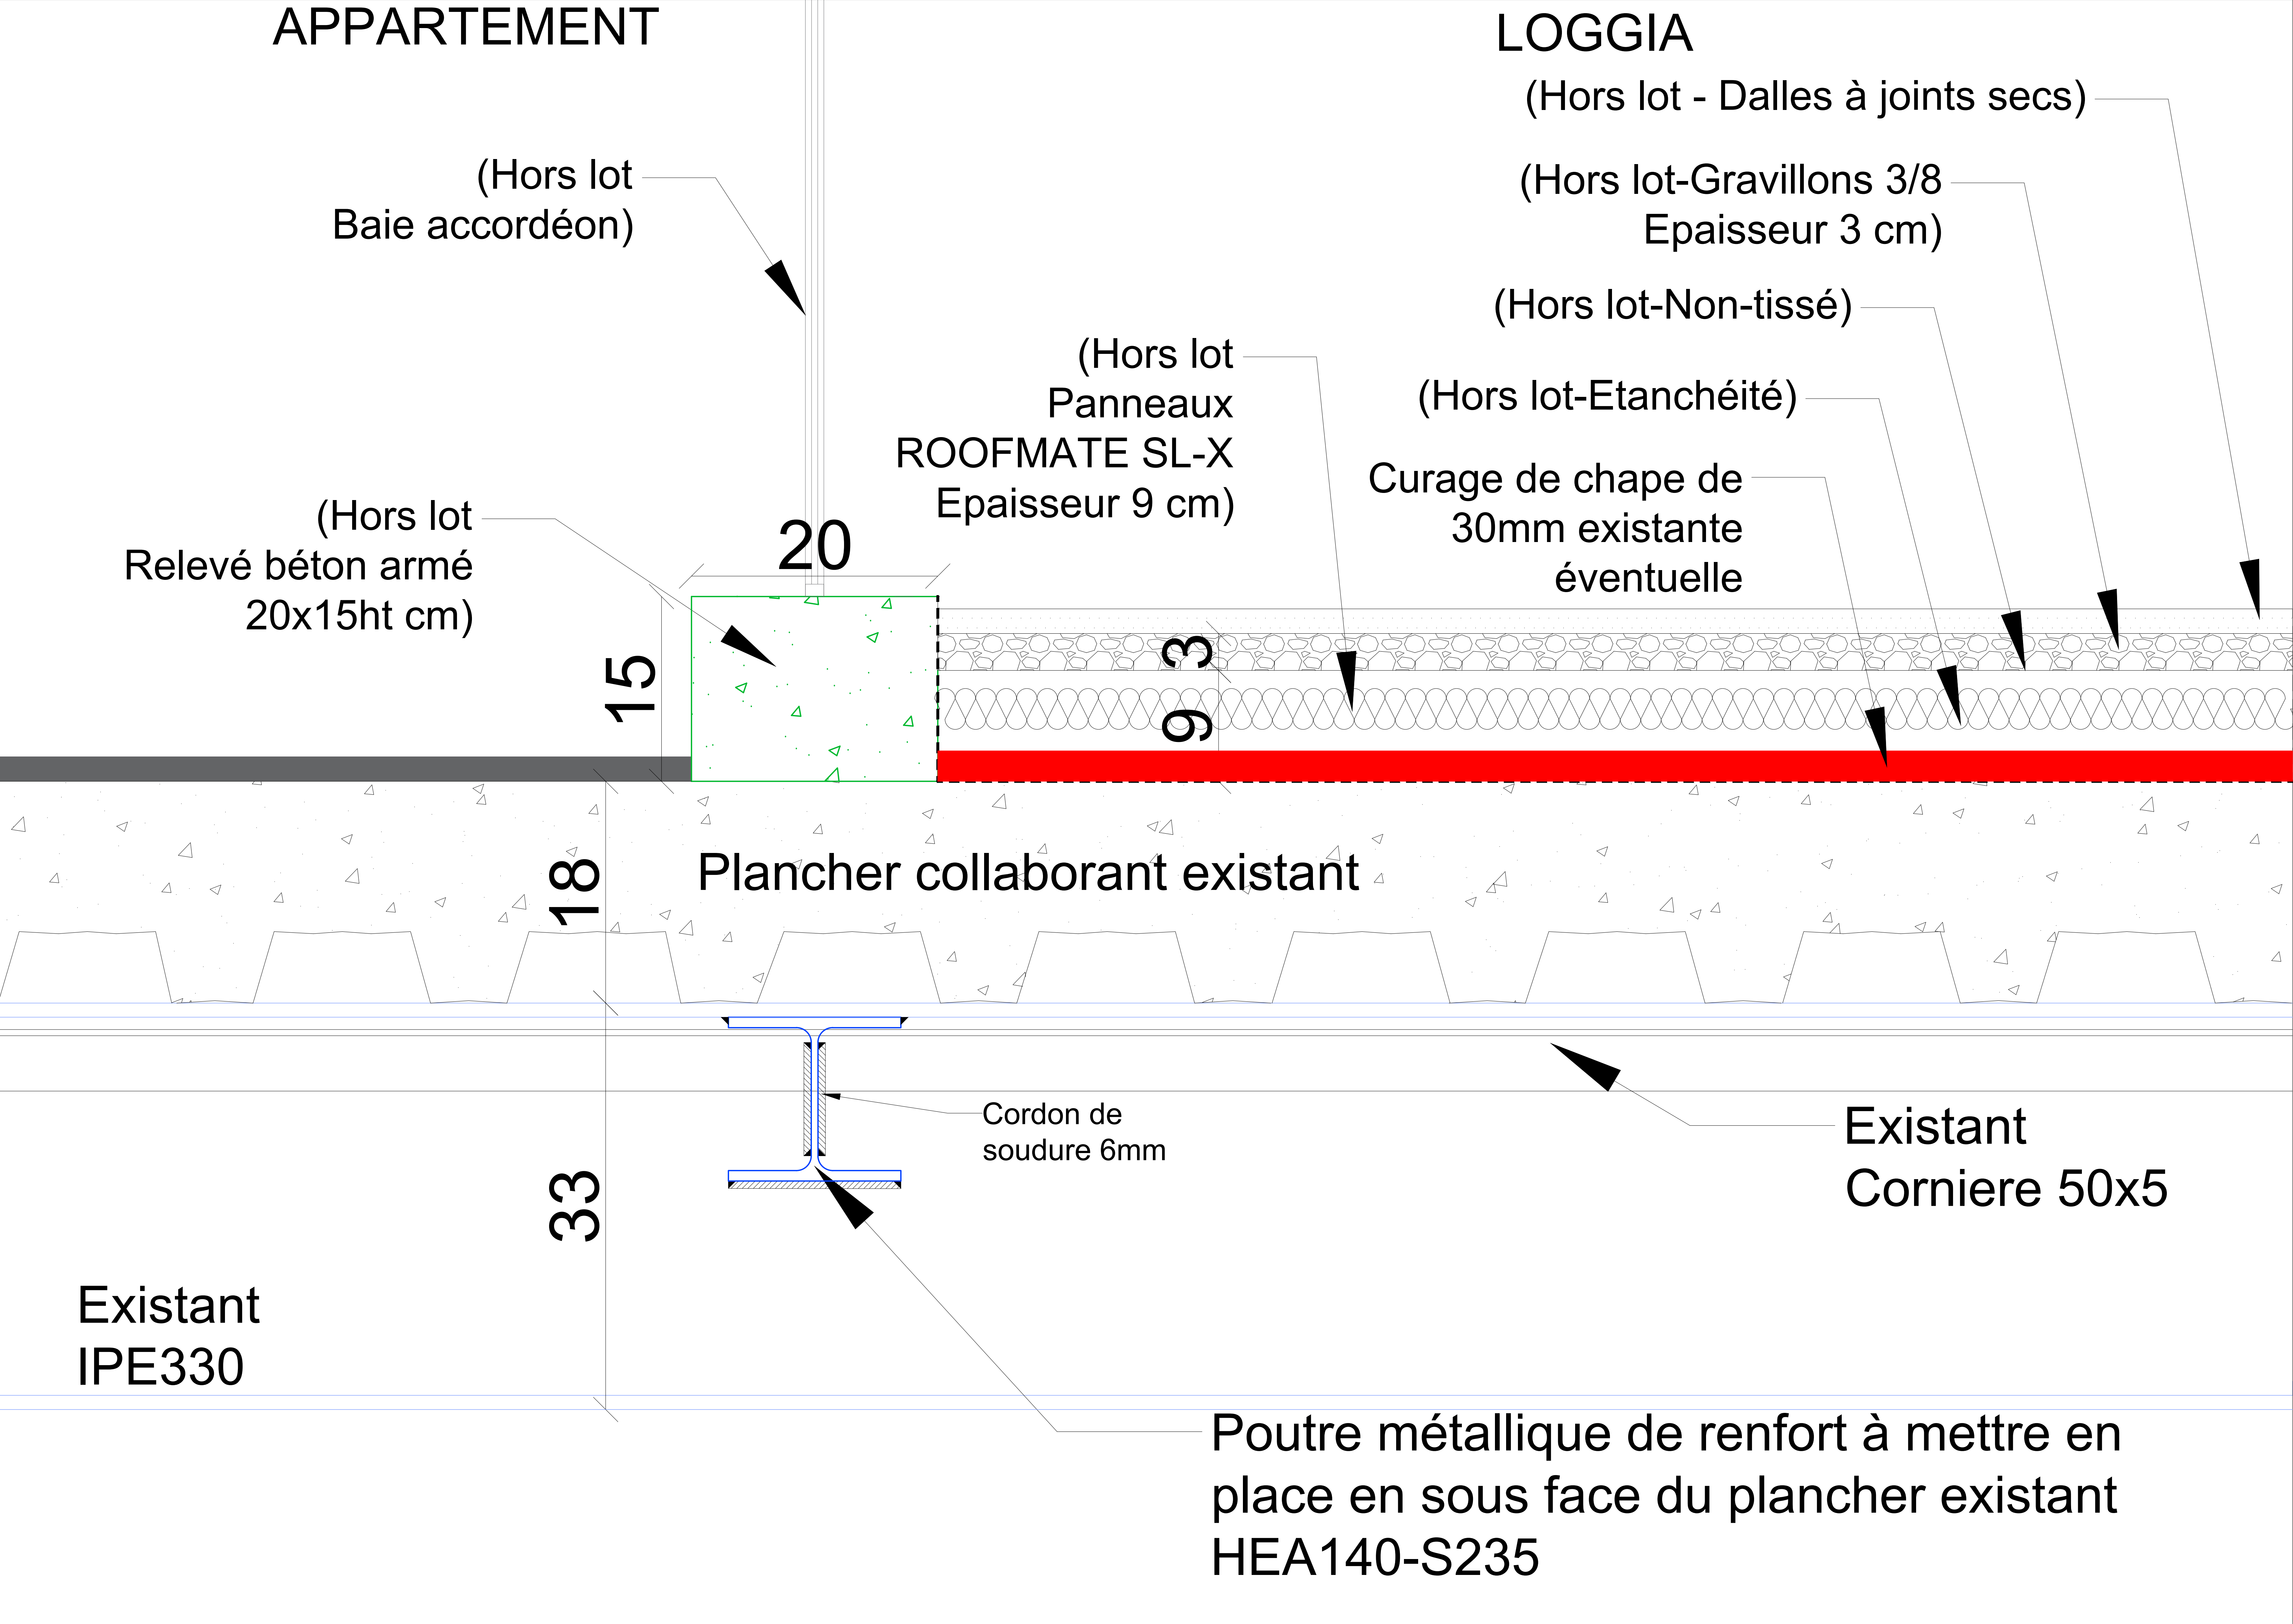 APPARTEMENT
LOGGIA
(Hors lot - Dalles à joints secs)
(Hors lot
Baie accordéon)
(Hors lot-Gravillons 3/8
Epaisseur 3 cm)
(Hors lot-Non-tissé)
(Hors lot
Panneaux
ROOFMATE SL-X
Epaisseur 9 cm)
(Hors lot-Etanchéité)
Curage de chape de
30mm existante
éventuelle
(Hors lot
Relevé béton armé
20x15ht cm)
20
15
3
9
18
Plancher collaborant existant
33
Cordon de
soudure 6mm
Existant
Corniere 50x5
Existant
IPE330
Poutre métallique de renfort à mettre en
place en sous face du plancher existant
HEA140-S235